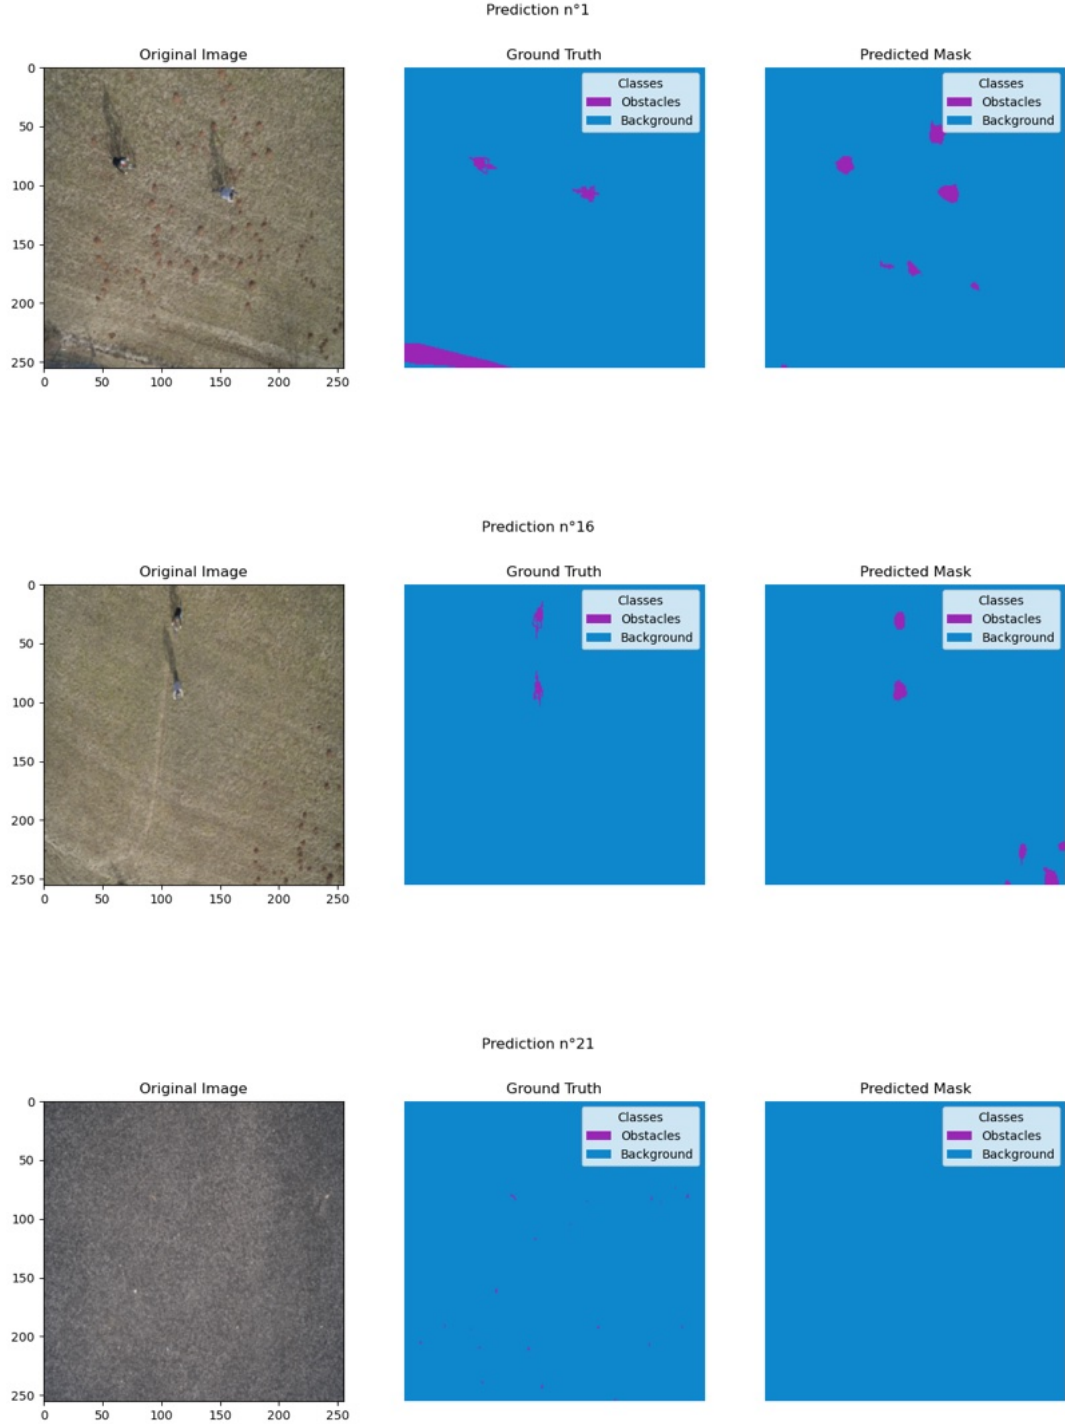 Prediction n°1
Original Image
Ground Truth
Predicted Mask
0
50
100
150
200
250
0 50 100 150 200 250
Classes
Obstacles
Background
Classes
Obstacles
Background
Prediction n°16
Original Image
Ground Truth
Predicted Mask
0
50
100
150
200
250
0 50 100 150 200 250
Classes
Obstacles
Background
Classes
Obstacles
Background
Prediction n°21
Original Image
Ground Truth
Predicted Mask
0
50
100
150
200
250
0 50 100 150 200 250
Classes
Obstacles
Background
Classes
Obstacles
Background